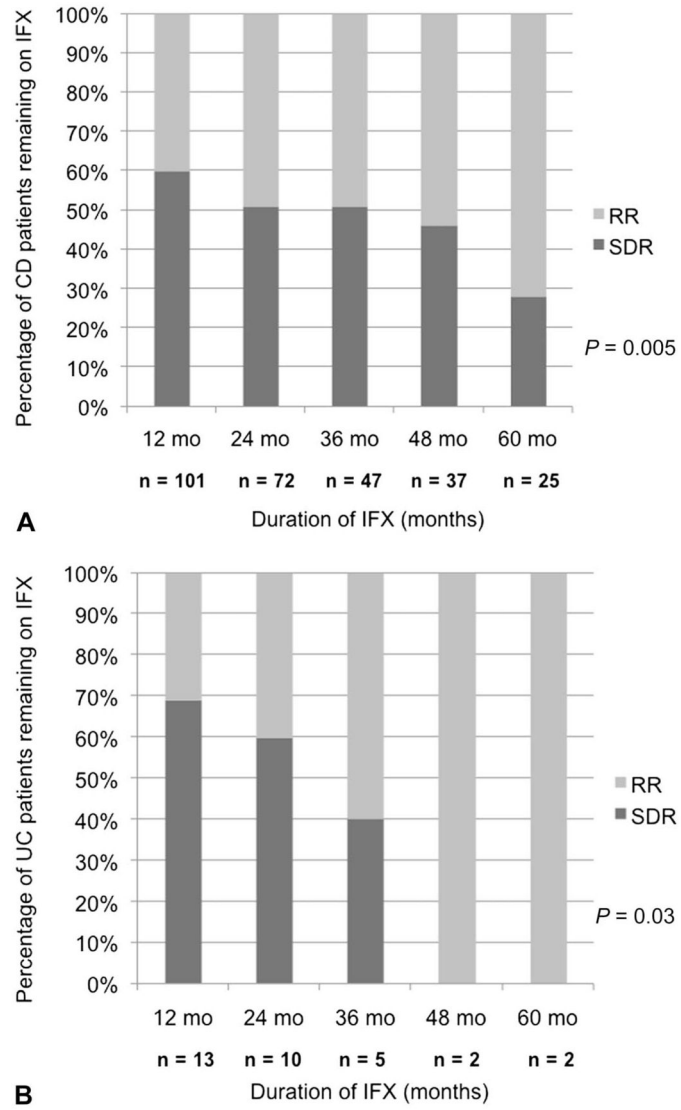 Percentage of CD patients remaining on IFX
100%
90%
80%
70%
60%
50%
40%
30%
20%
10%
0%
RR
SDR
P = 0.005
12 mo 24 mo 36 mo 48 mo 60 mo
n = 101 n = 72 n = 47 n = 37 n = 25
A
Duration of IFX (months)
Percentage of UC patients remaining on IFX
100%
90%
80%
70%
60%
50%
40%
30%
20%
10%
0%
RR
SDR
P = 0.03
12 mo 24 mo 36 mo 48 mo 60 mo
n = 13 n = 10 n = 5 n = 2 n = 2
B
Duration of IFX (months)